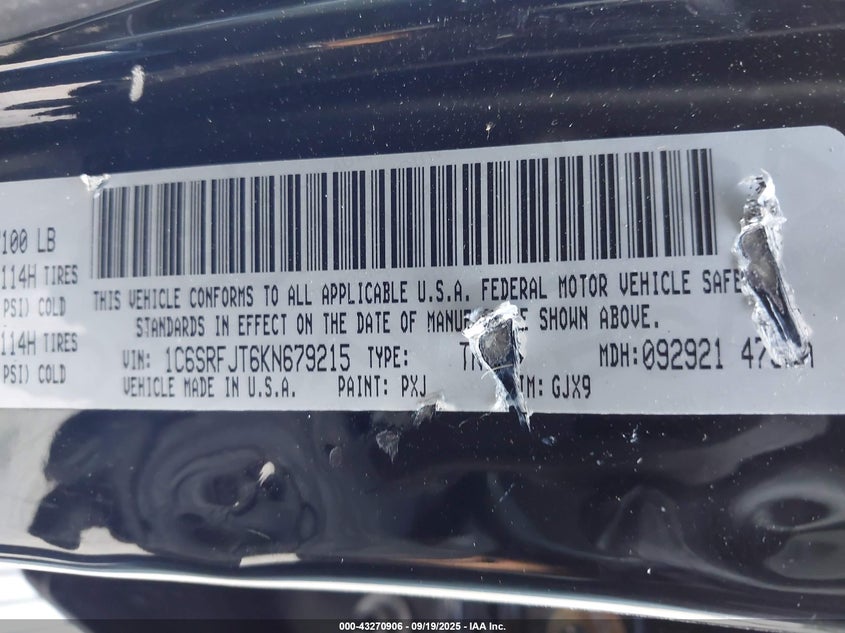 100 LB
114H TIRES
PSI) COLD
114H TIRES
PSI) COLD
THIS VEHICLE CONFORMS TO ALL APPLICABLE U.S.A. FEDERAL MOTOR VEHICLE
STANDARDS IN EFFECT ON THE DATE OF SHOWN ABOVE.
VIN: 1C6SRFJT6KN679215 TYPE: MDH:092921
VEHICLE MADE IN U.S.A. PAINT: PXJ GJX9
000-43270906 | 09/19/2025 | IAA Inc.